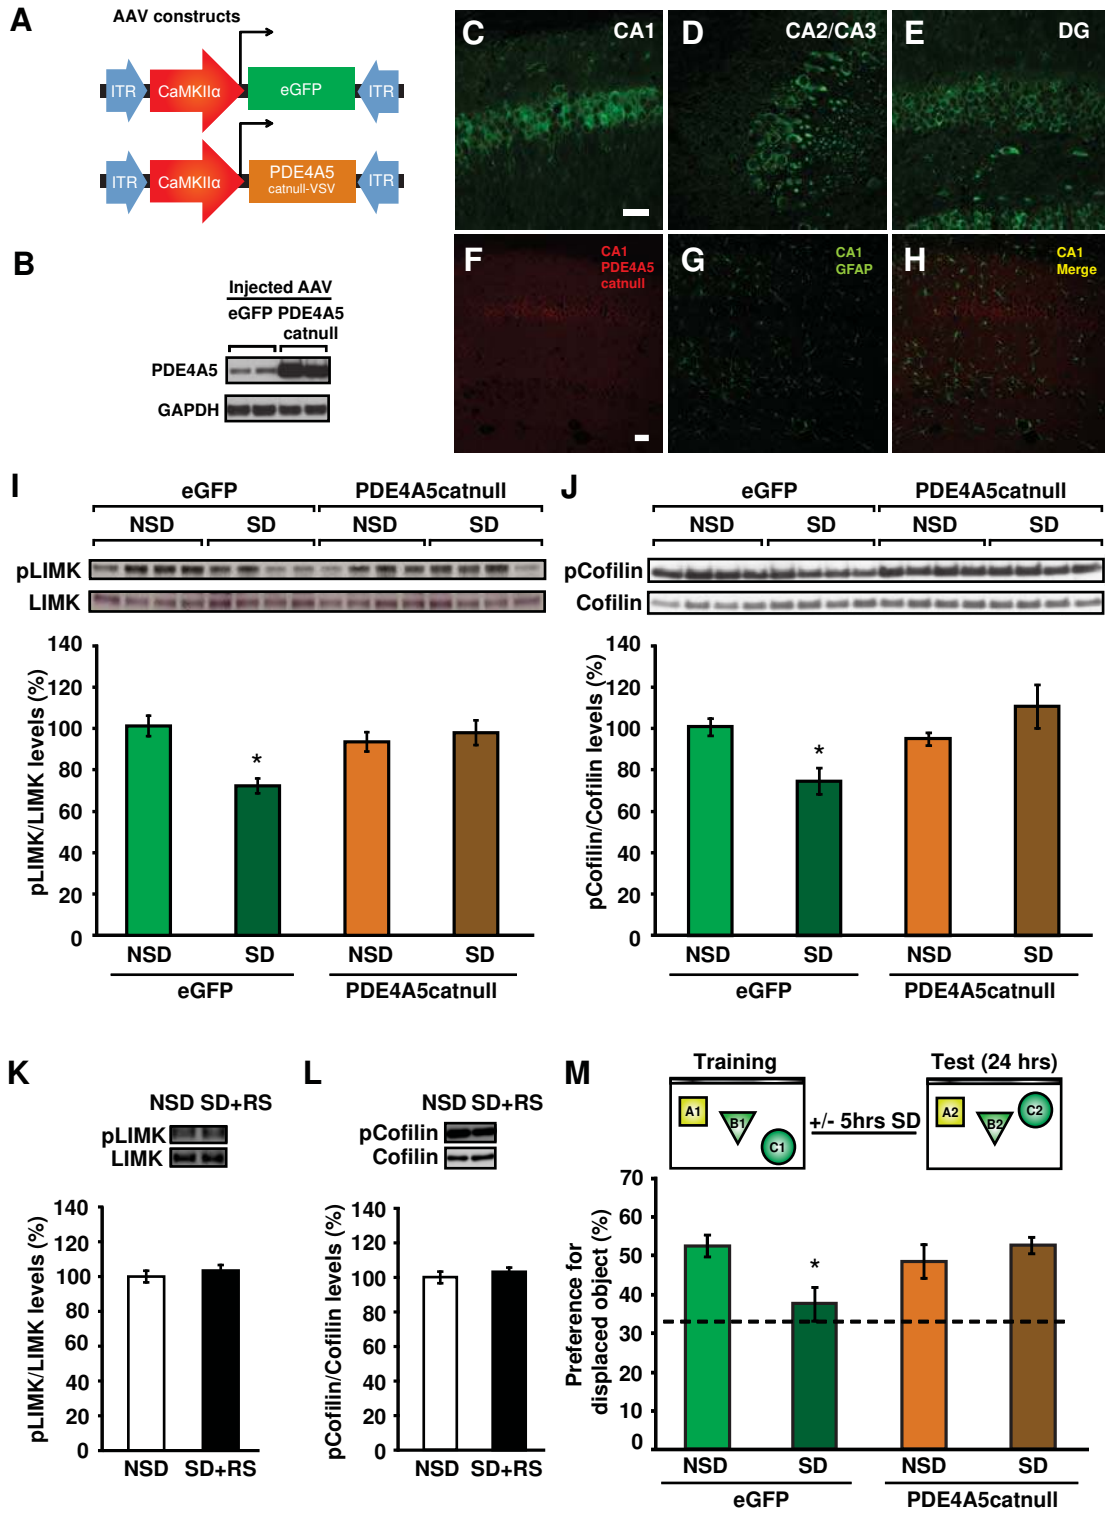 A
AAV constructs
ITR
CaMKIIα
eGFP
ITR
ITR
CaMKIIα
PDE4A5
catnull-VSV
ITR
B
Injected AAV
eGFP PDE4A5
catnull
PDE4A5
GAPDH
C
CA1
D
CA2/CA3
E
DG
F
CA1
PDE4A5
catnull
G
CA1
GFAP
H
CA1
Merge
I
eGFP
PDE4A5catnull
NSD
SD
NSD
SD
pLIMK
LIMK
pLIMK/LIMK levels (%)
140
120
100
80
60
40
20
0
*
NSD
SD
NSD
SD
eGFP
PDE4A5catnull
J
eGFP
PDE4A5catnull
NSD
SD
NSD
SD
pCofilin
Cofilin
pCofilin/Cofilin levels (%)
140
120
100
80
60
40
20
0
*
NSD
SD
NSD
SD
eGFP
PDE4A5catnull
K
NSD SD+RS
pLIMK
LIMK
pLIMK/LIMK levels (%)
140
120
100
80
60
40
20
0
NSD SD+RS
L
NSD SD+RS
pCofilin
Cofilin
pCofilin/Cofilin levels (%)
140
120
100
80
60
40
20
0
NSD SD+RS
M
Training
Test (24 hrs)
A1
B1
C1
+/- 5hrs SD
A2
B2
C2
Preference for
displaced object (%)
70
60
50
40
30
20
10
0
*
NSD
SD
NSD
SD
eGFP
PDE4A5catnull